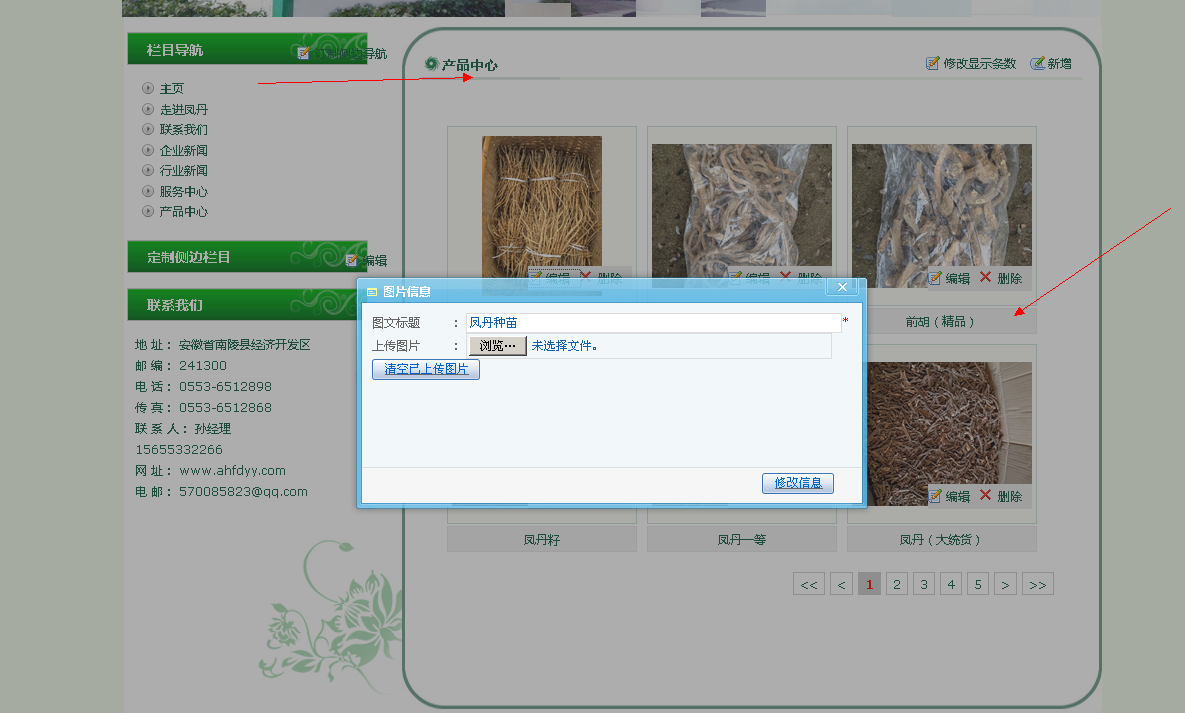 栏目导航
订制侧边导航
主页
走进凤丹
联系我们
企业新闻
行业新闻
服务中心
产品中心
定制侧边栏目
编辑
联系我们
地 址： 安徽省南陵县经济开发区
邮 编： 241300
电 话： 0553-6512898
传 真： 0553-6512868
联 系 人： 孙经理
15655332266
网 址： www.ahfdyy.com
电 邮： 570085823@qq.com
产品中心
修改显示条数 新增
编辑 删除
编辑 删除
编辑 删除
前胡（精品）
图片信息
图文标题 ： 凤丹种苗 *
上传图片 ： 浏览… 未选择文件。
清空已上传图片
修改信息
编辑 删除
凤丹籽
凤丹一等
凤丹（大统货）
<< < 1 2 3 4 5 > >>